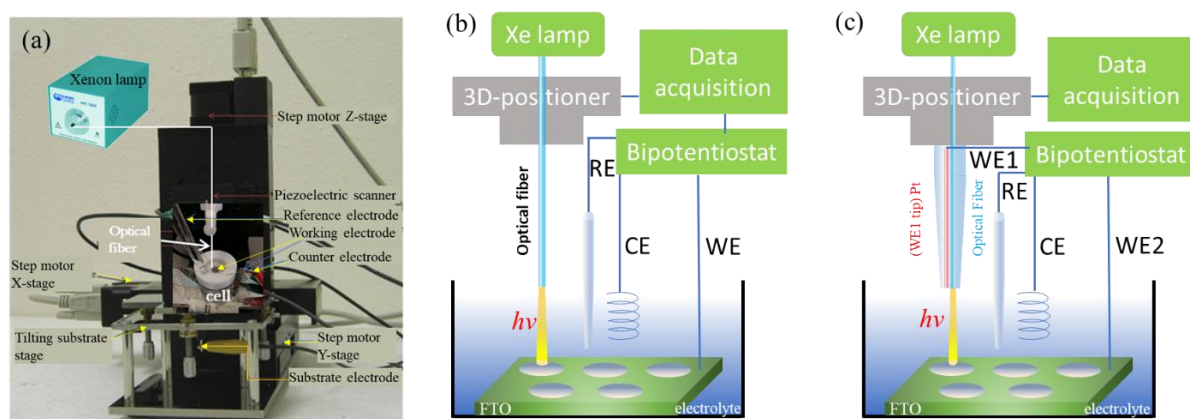 (a)
Xenon lamp
Step motor Z-stage
Piezoelectric scanner
Reference electrode
Optical
fiber
Working electrode
Counter electrode
Step motor
X-stage
cell
Tilting substrate
stage
Step motor
Y-stage
Substrate electrode
(b)
Xe lamp
Data
acquisition
3D-positioner
Bipotentiostat
RE
Optical fiber
CE
WE
hv
FTO
electrolyte
(c)
Xe lamp
Data
acquisition
3D-positioner
WE1
Bipotentiostat
RE
(WE1 tip) Pt
Optical Fiber
CE
WE2
hv
FTO
electrolyte